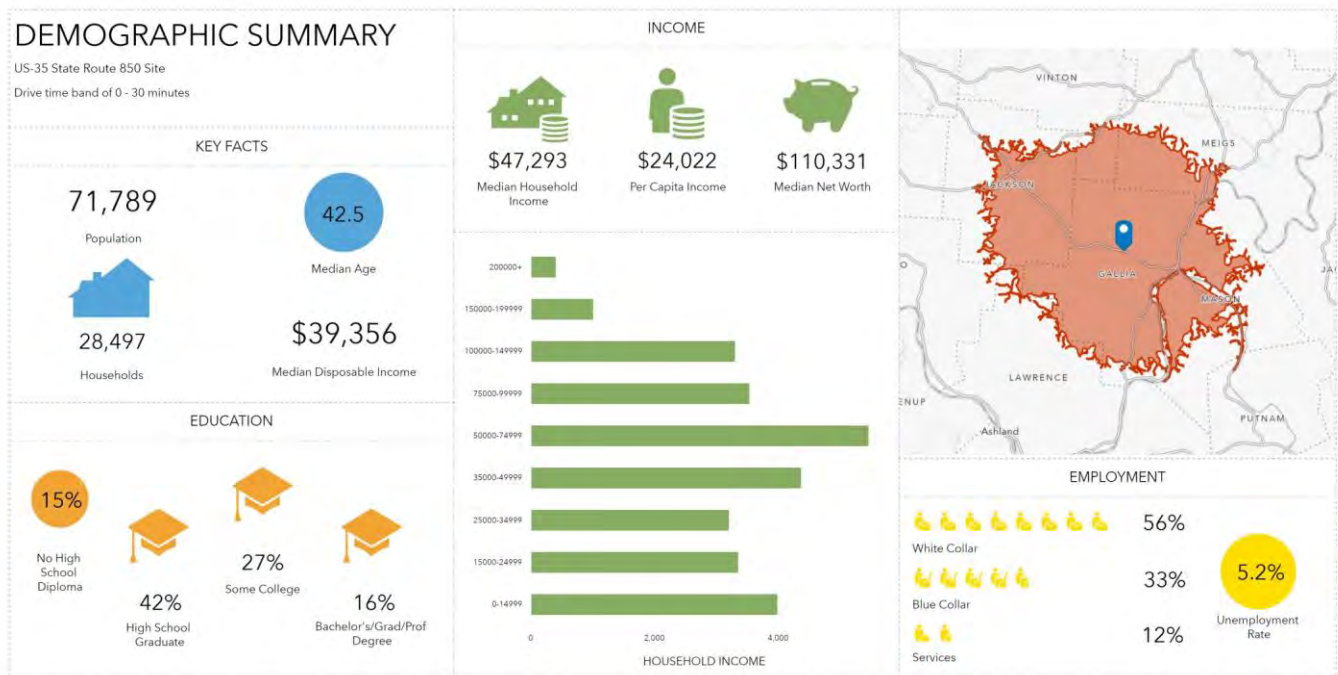 DEMOGRAPHIC SUMMARY
US-35 State Route 850 Site
Drive time band of 0 - 30 minutes
KEY FACTS
71,789
Population
42.5
Median Age
28,497
Households
$39,356
Median Disposable Income
EDUCATION
15%
No High
School
Diploma
42%
High School
Graduate
27%
Some College
16%
Bachelor's/Grad/Prof
Degree
INCOME
$47,293
Median Household
Income
$24,022
Per Capita Income
$110,331
Median Net Worth
200000+
150000-199999
100000-149999
75000-99999
50000-74999
35000-49999
25000-34999
15000-24999
0-14999
0
2,000
4,000
HOUSEHOLD INCOME
VINTON
MEIGS
JACKSON
GALLIA
MASON
O
JA
LAWRENCE
ENUP
PUTNAM
Ashland
EMPLOYMENT
56%
White Collar
33%
Blue Collar
12%
Services
5.2%
Unemployment
Rate